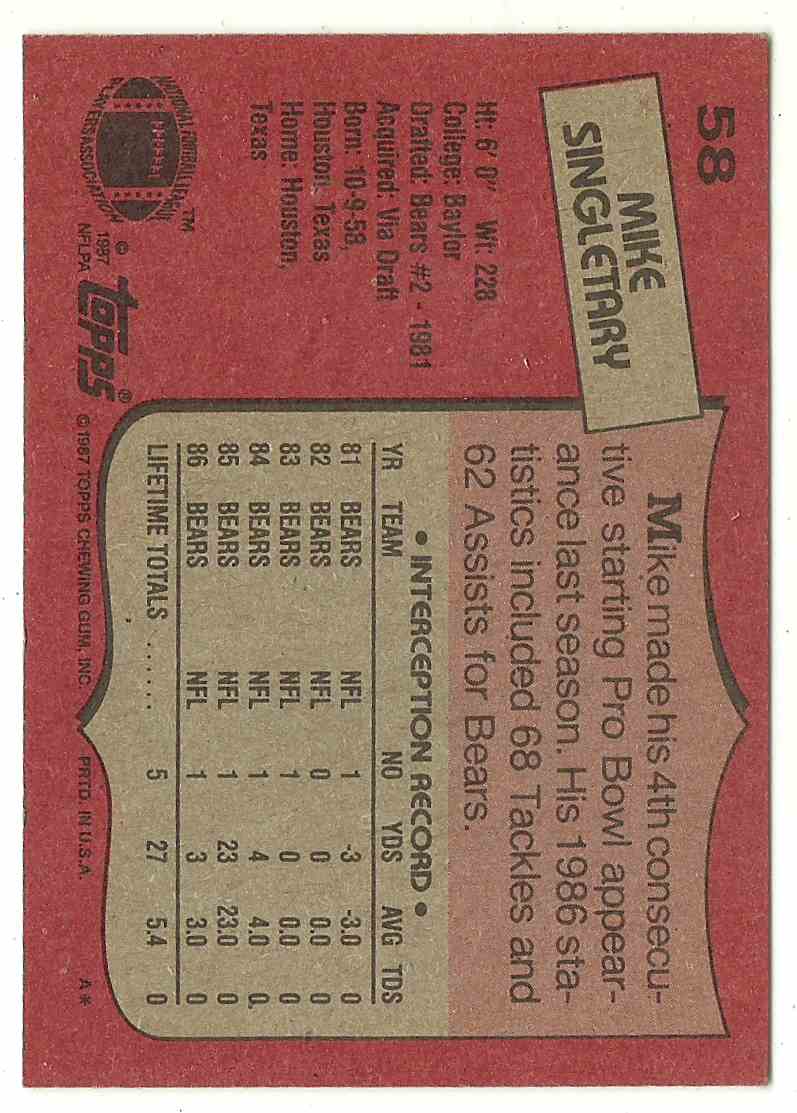 58
MIKE
SINGLETARY
Ht: 6' 0" Wt: 228
College: Baylor
Drafted: Bears #2 - 1981
Acquired: Via Draft
Born: 10-9-58,
Houston, Texas
Home: Houston,
Texas
NATIONAL FOOTBALL LEAGUE
PLAYERS ASSOCIATION
™
© 1987
NFLPA
topps®
Mike made his 4th consecu-
tive starting Pro Bowl appear-
ance last season. His 1986 sta-
tistics included 68 Tackles and
62 Assists for Bears.
• INTERCEPTION RECORD •
YR TEAM NO YDS AVG TDS
81 BEARS NFL 1 -3 -3.0 0
82 BEARS NFL 0 0 0.0 0
83 BEARS NFL 1 0 0.0 0
84 BEARS NFL 1 4 4.0 0
85 BEARS NFL 1 23 23.0 0
86 BEARS NFL 1 3 3.0 0
LIFETIME TOTALS ...... 5 27 5.4 0
© 1987 TOPPS CHEWING GUM, INC. PRTD. IN U.S.A. A*